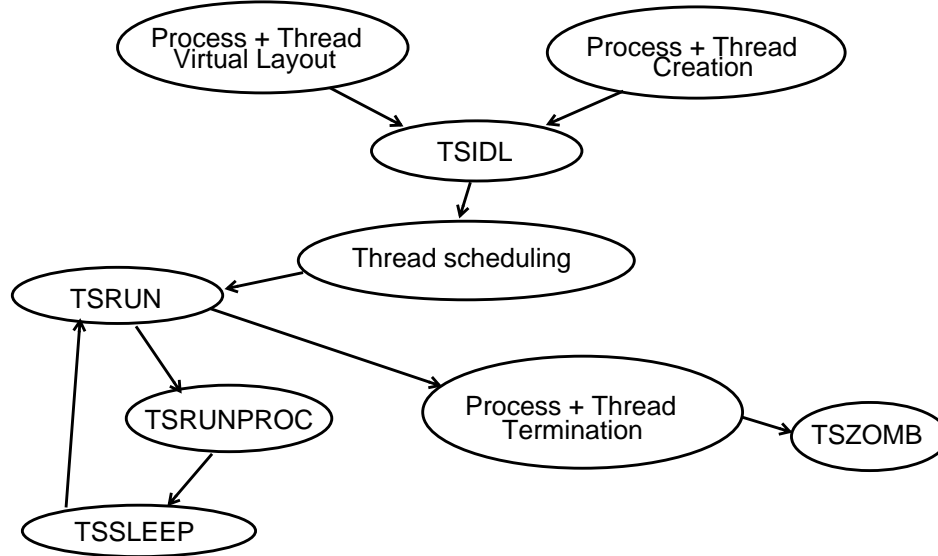 Process + Thread
Virtual Layout
Process + Thread
Creation
TSIDL
Thread scheduling
TSRUN
TSRUNPROC
Process + Thread
Termination
TSZOMB
TSSLEEP